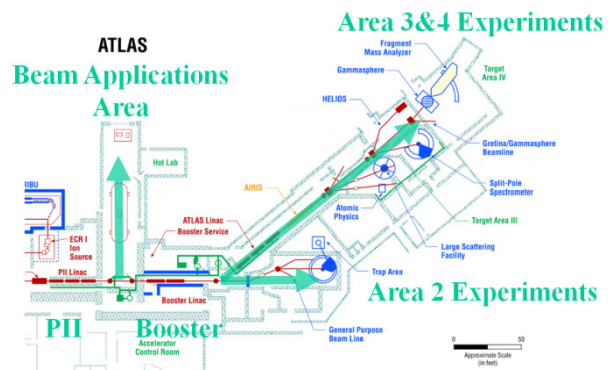 Area 3&4 Experiments
ATLAS
Beam Applications
Area
Fragment
Mass Analyzer
Gammasphere
HELIOS
Target
Area IV
Hot Lab
RIBU
ECR I
Ion
Source
PII Linac
ATLAS Linac
Booster Service
AIRIS
Atomic
Physics
Gretina/Gammasphere
Beamline
Split-Pole
Spectrometer
Target Area III
Large Scattering
Facility
Trap Area
Booster Linac
Area 2 Experiments
PII
Booster
General Purpose
Beam Line
Accelerator
Control Room
0
50
Approximate Scale
(in feet)